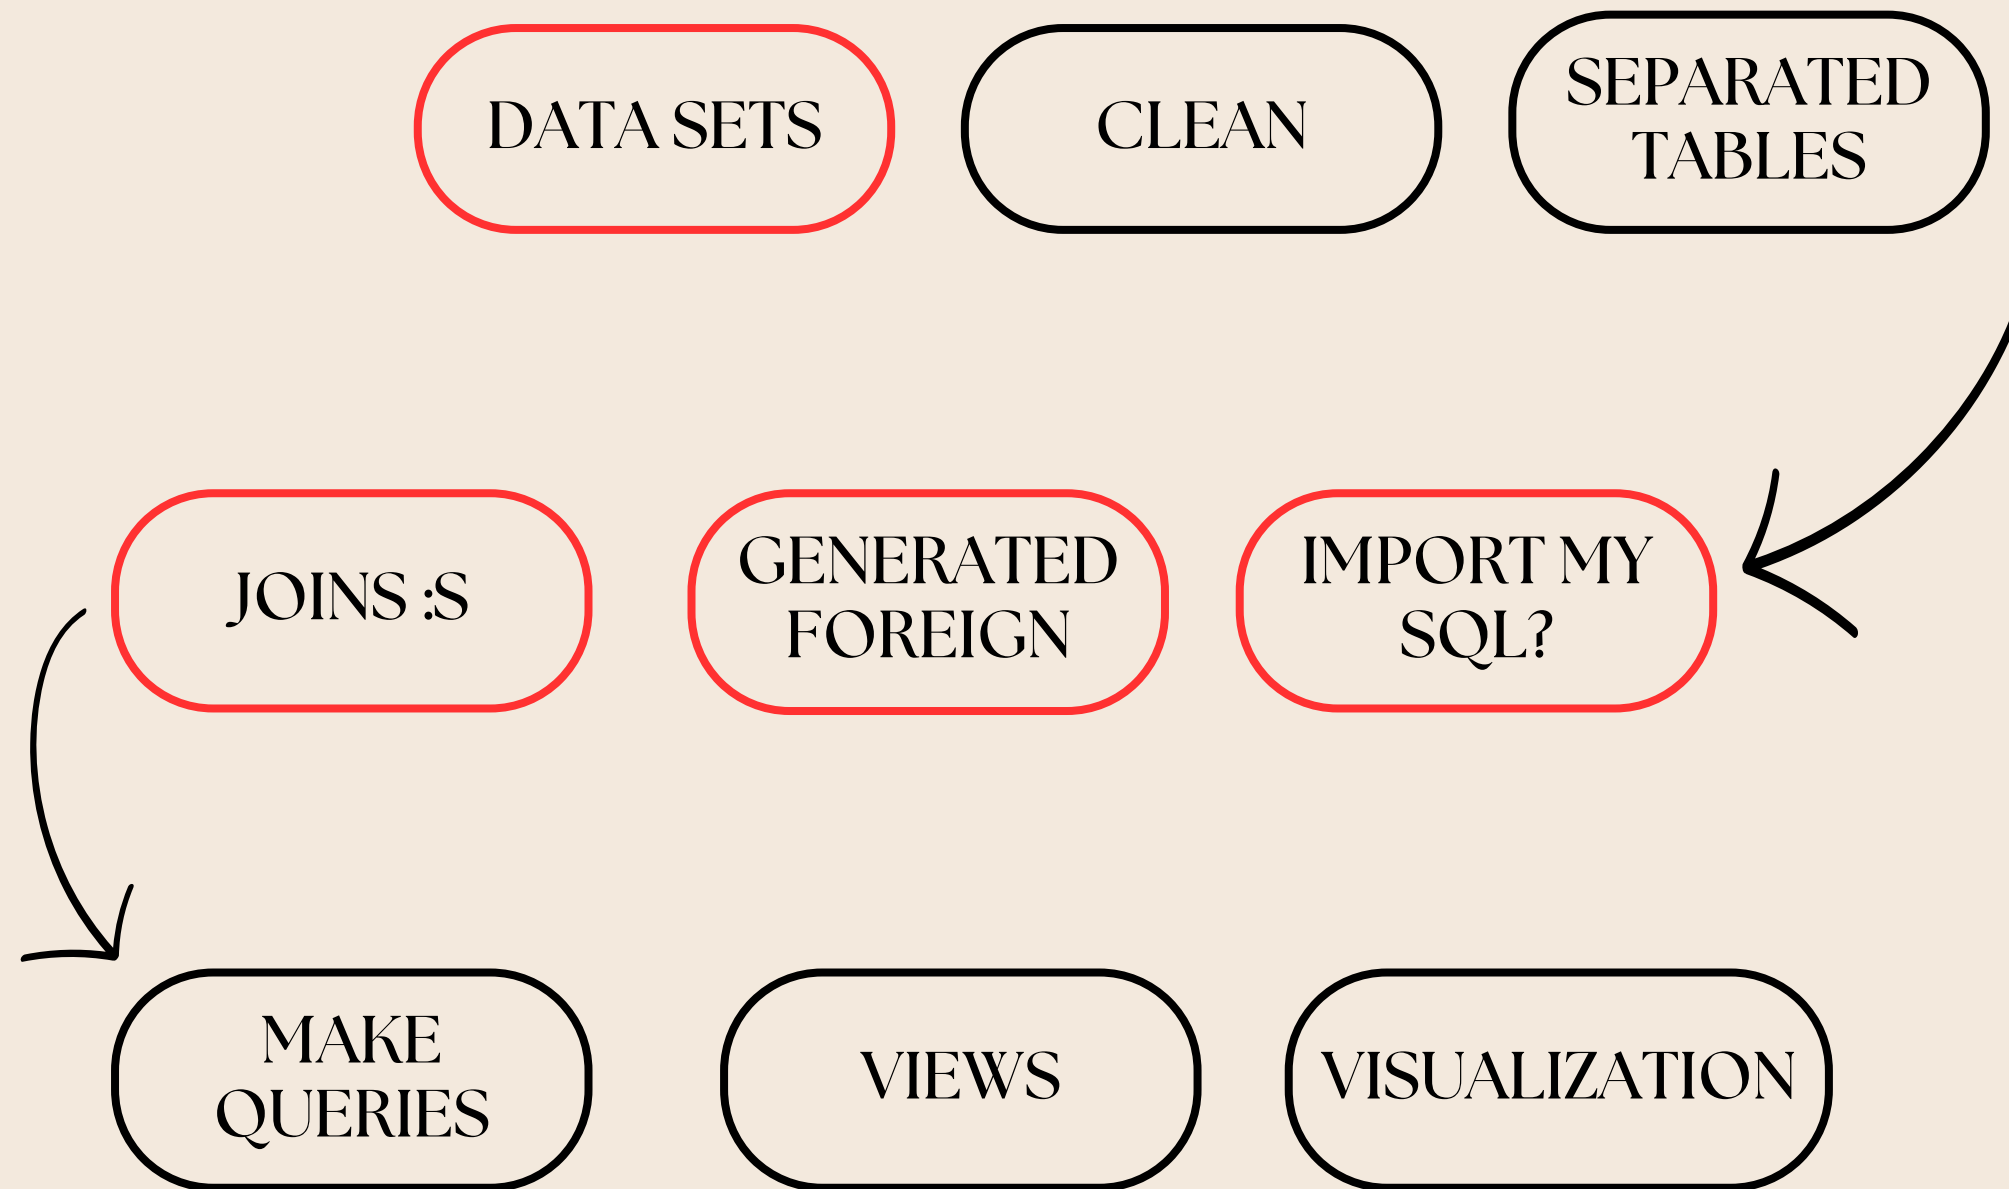 DATA SETS
CLEAN
SEPARATED
TABLES
JOINS :S
GENERATED
FOREIGN
IMPORT MY
SQL?
MAKE
QUERIES
VIEWS
VISUALIZATION